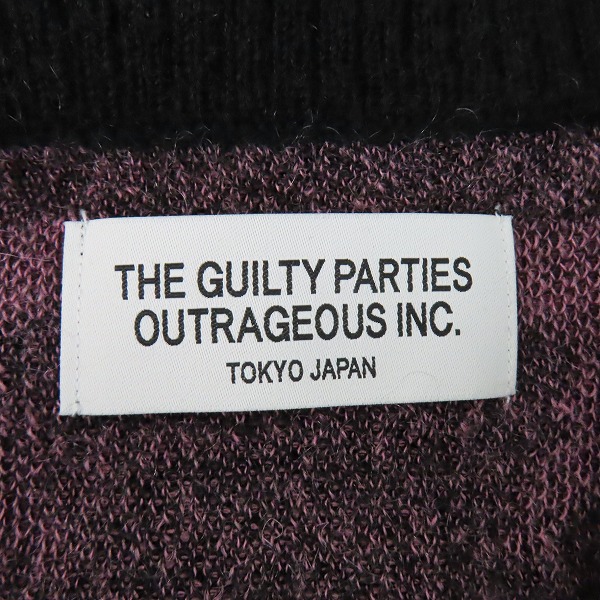 THE GUILTY PARTIES
OUTRAGEOUS INC.
TOKYO JAPAN